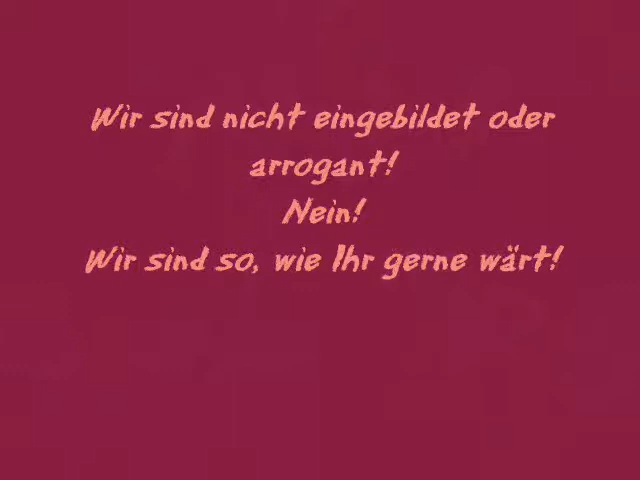 Wir sind nicht eingebildet oder
arrogant!
Nein!
Wir sind so, wie Ihr gerne wärt!